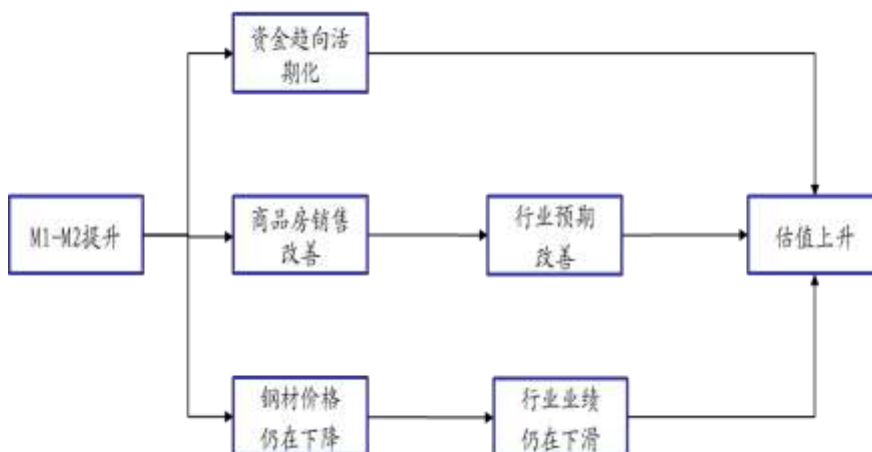 资金趋向活
期化
M1-M2提升
商品房销售
改善
行业预期
改善
估值上升
钢材价格
仍在下降
行业业绩
仍在下滑